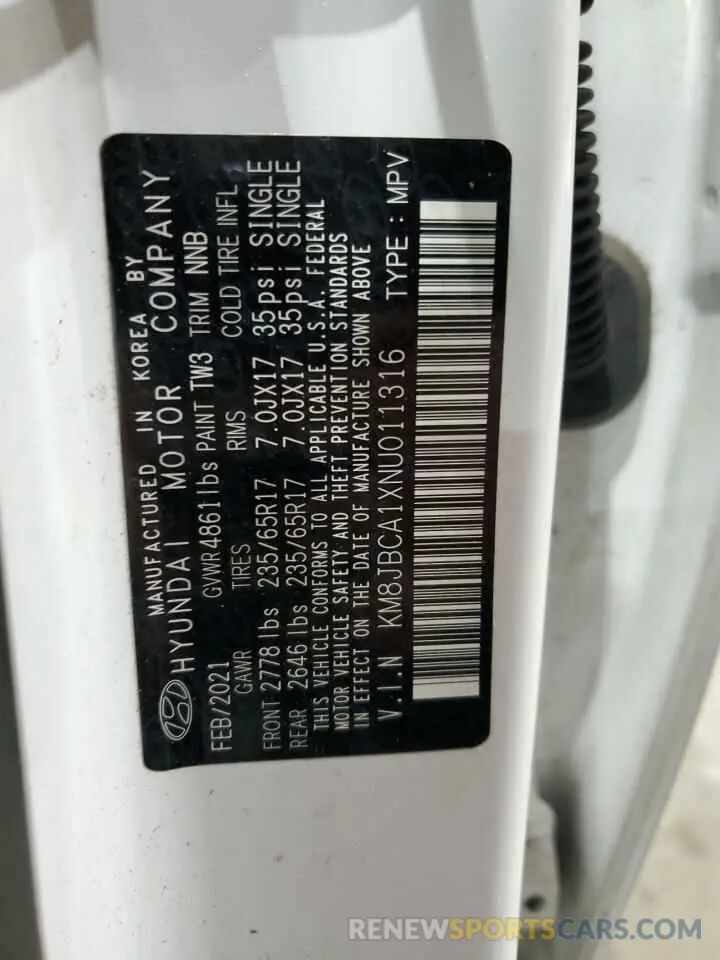 MANUFACTURED IN KOREA BY
HYUNDAI MOTOR COMPANY
FEB/2021 GVWR 4861lbs PAINT TW3 TRIM NNB
GAWR TIRES RIMS COLD TIRE INFL
FRONT 2778lbs 235/65R17 7.0JX17 35psi SINGLE
REAR 2646lbs 235/65R17 7.0JX17 35psi SINGLE
THIS VEHICLE CONFORMS TO ALL APPLICABLE U.S.A. FEDERAL
MOTOR VEHICLE SAFETY AND THEFT PREVENTION STANDARDS
IN EFFECT ON THE DATE OF MANUFACTURE SHOWN ABOVE
V.I.N KM8JBCA1XNU011316 TYPE : MPV
RENEWSPORTSCARS.COM